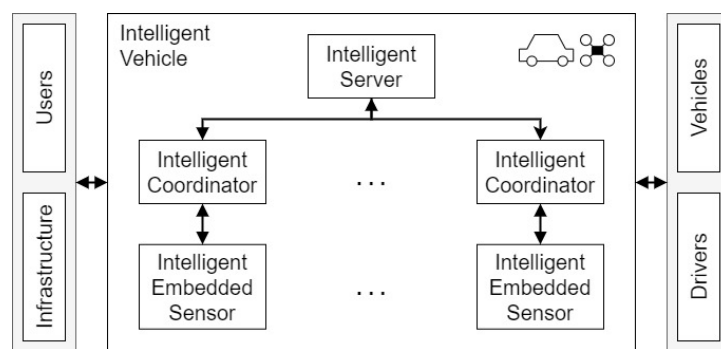 Users
Infrastructure
Intelligent
Vehicle
Intelligent
Server
Intelligent
Coordinator
. . .
Intelligent
Coordinator
Intelligent
Embedded
Sensor
. . .
Intelligent
Embedded
Sensor
Vehicles
Drivers